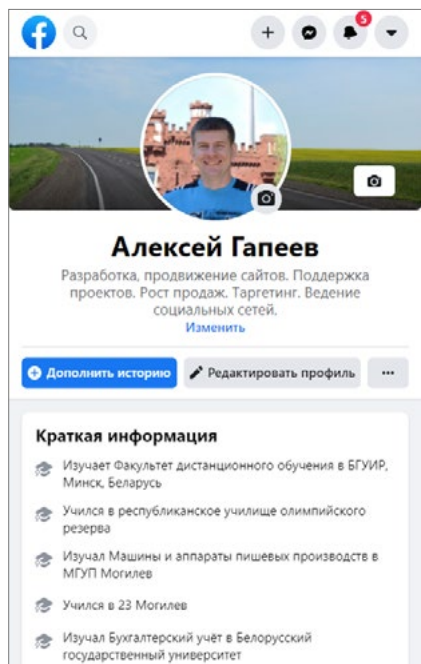 5
Алексей Гапеев
Разработка, продвижение сайтов. Поддержка
проектов. Рост продаж. Таргетинг. Ведение
социальных сетей.
Изменить
Дополнить историю
Редактировать профиль
Краткая информация
Изучает Факультет дистанционного обучения в БГУИР,
Минск, Беларусь
Учился в республиканское училище олимпийского
резерва
Изучал Машины и аппараты пищевых производств в
МГУП Могилев
Учился в 23 Могилев
Изучал Бухгалтерский учёт в Белорусский
государственный университет